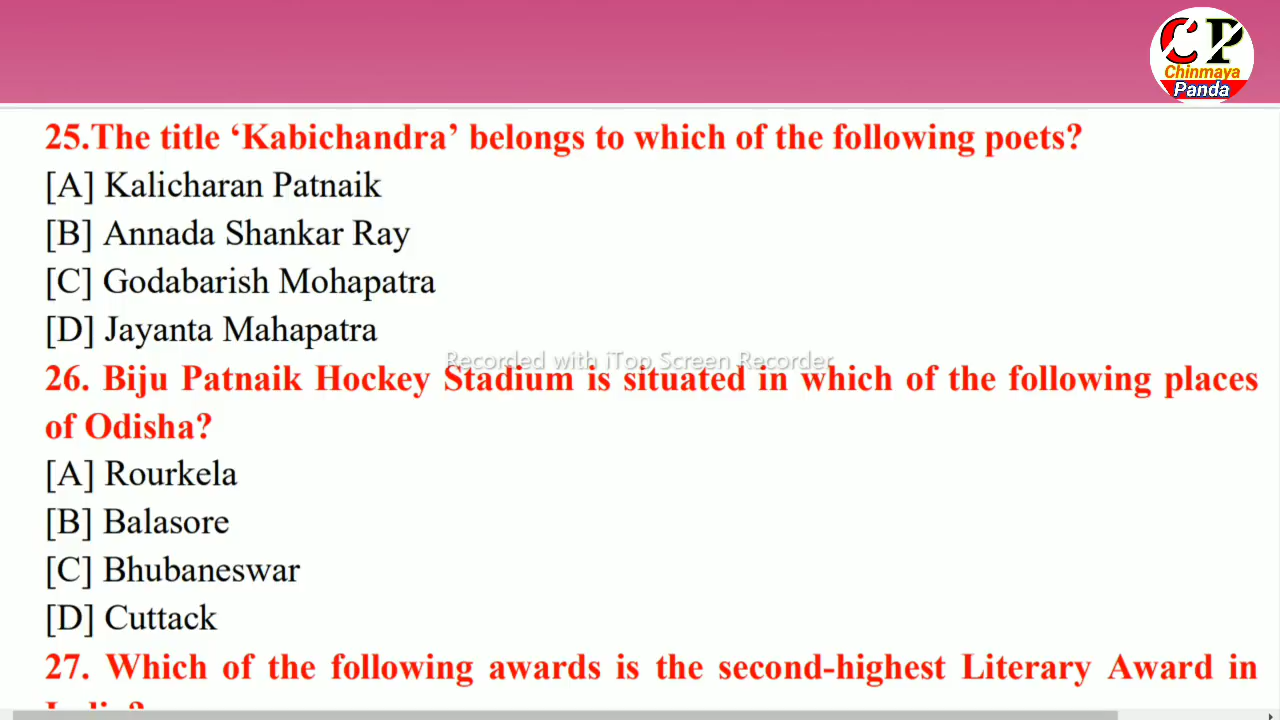 CP
Chinmaya
Panda
25.The title ‘Kabichandra’ belongs to which of the following poets?
[A] Kalicharan Patnaik
[B] Annada Shankar Ray
[C] Godabarish Mohapatra
[D] Jayanta Mahapatra
Recorded with iTop Screen Recorder
26. Biju Patnaik Hockey Stadium is situated in which of the following places
of Odisha?
[A] Rourkela
[B] Balasore
[C] Bhubaneswar
[D] Cuttack
27. Which of the following awards is the second-highest Literary Award in